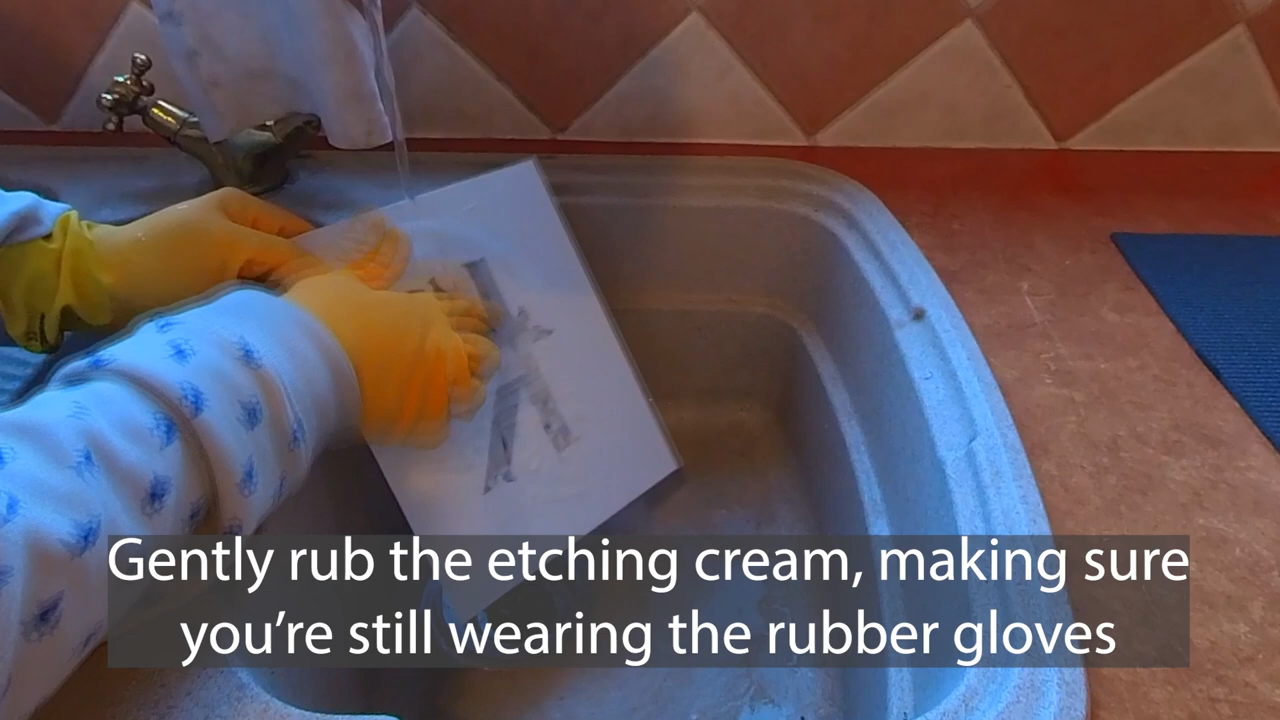 Gently rub the etching cream, making sure
you're still wearing the rubber gloves